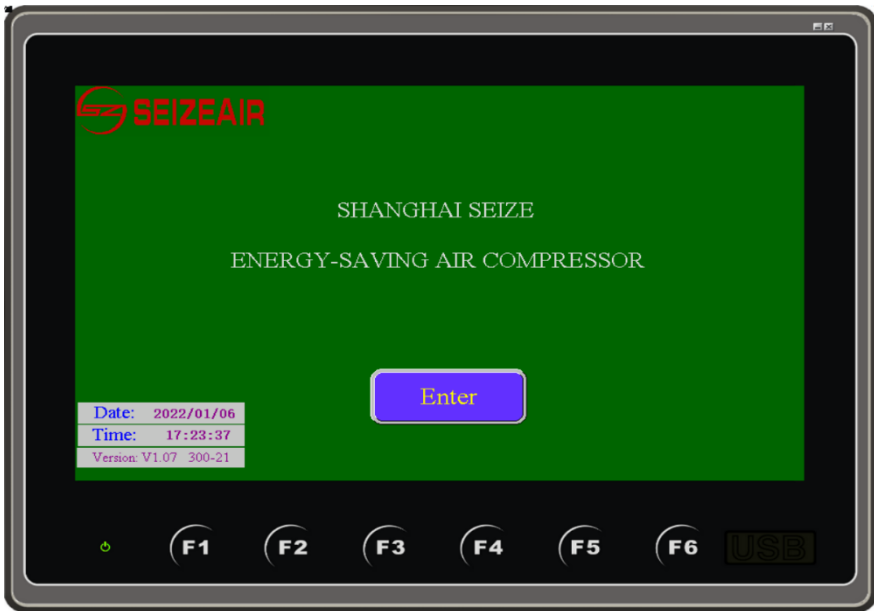 SZ SEIZEAIR
SHANGHAI SEIZE
ENERGY-SAVING AIR COMPRESSOR
Enter
Date: 2022/01/06
Time: 17:23:37
Version: V1.07 300-21
F1 F2 F3 F4 F5 F6 USB